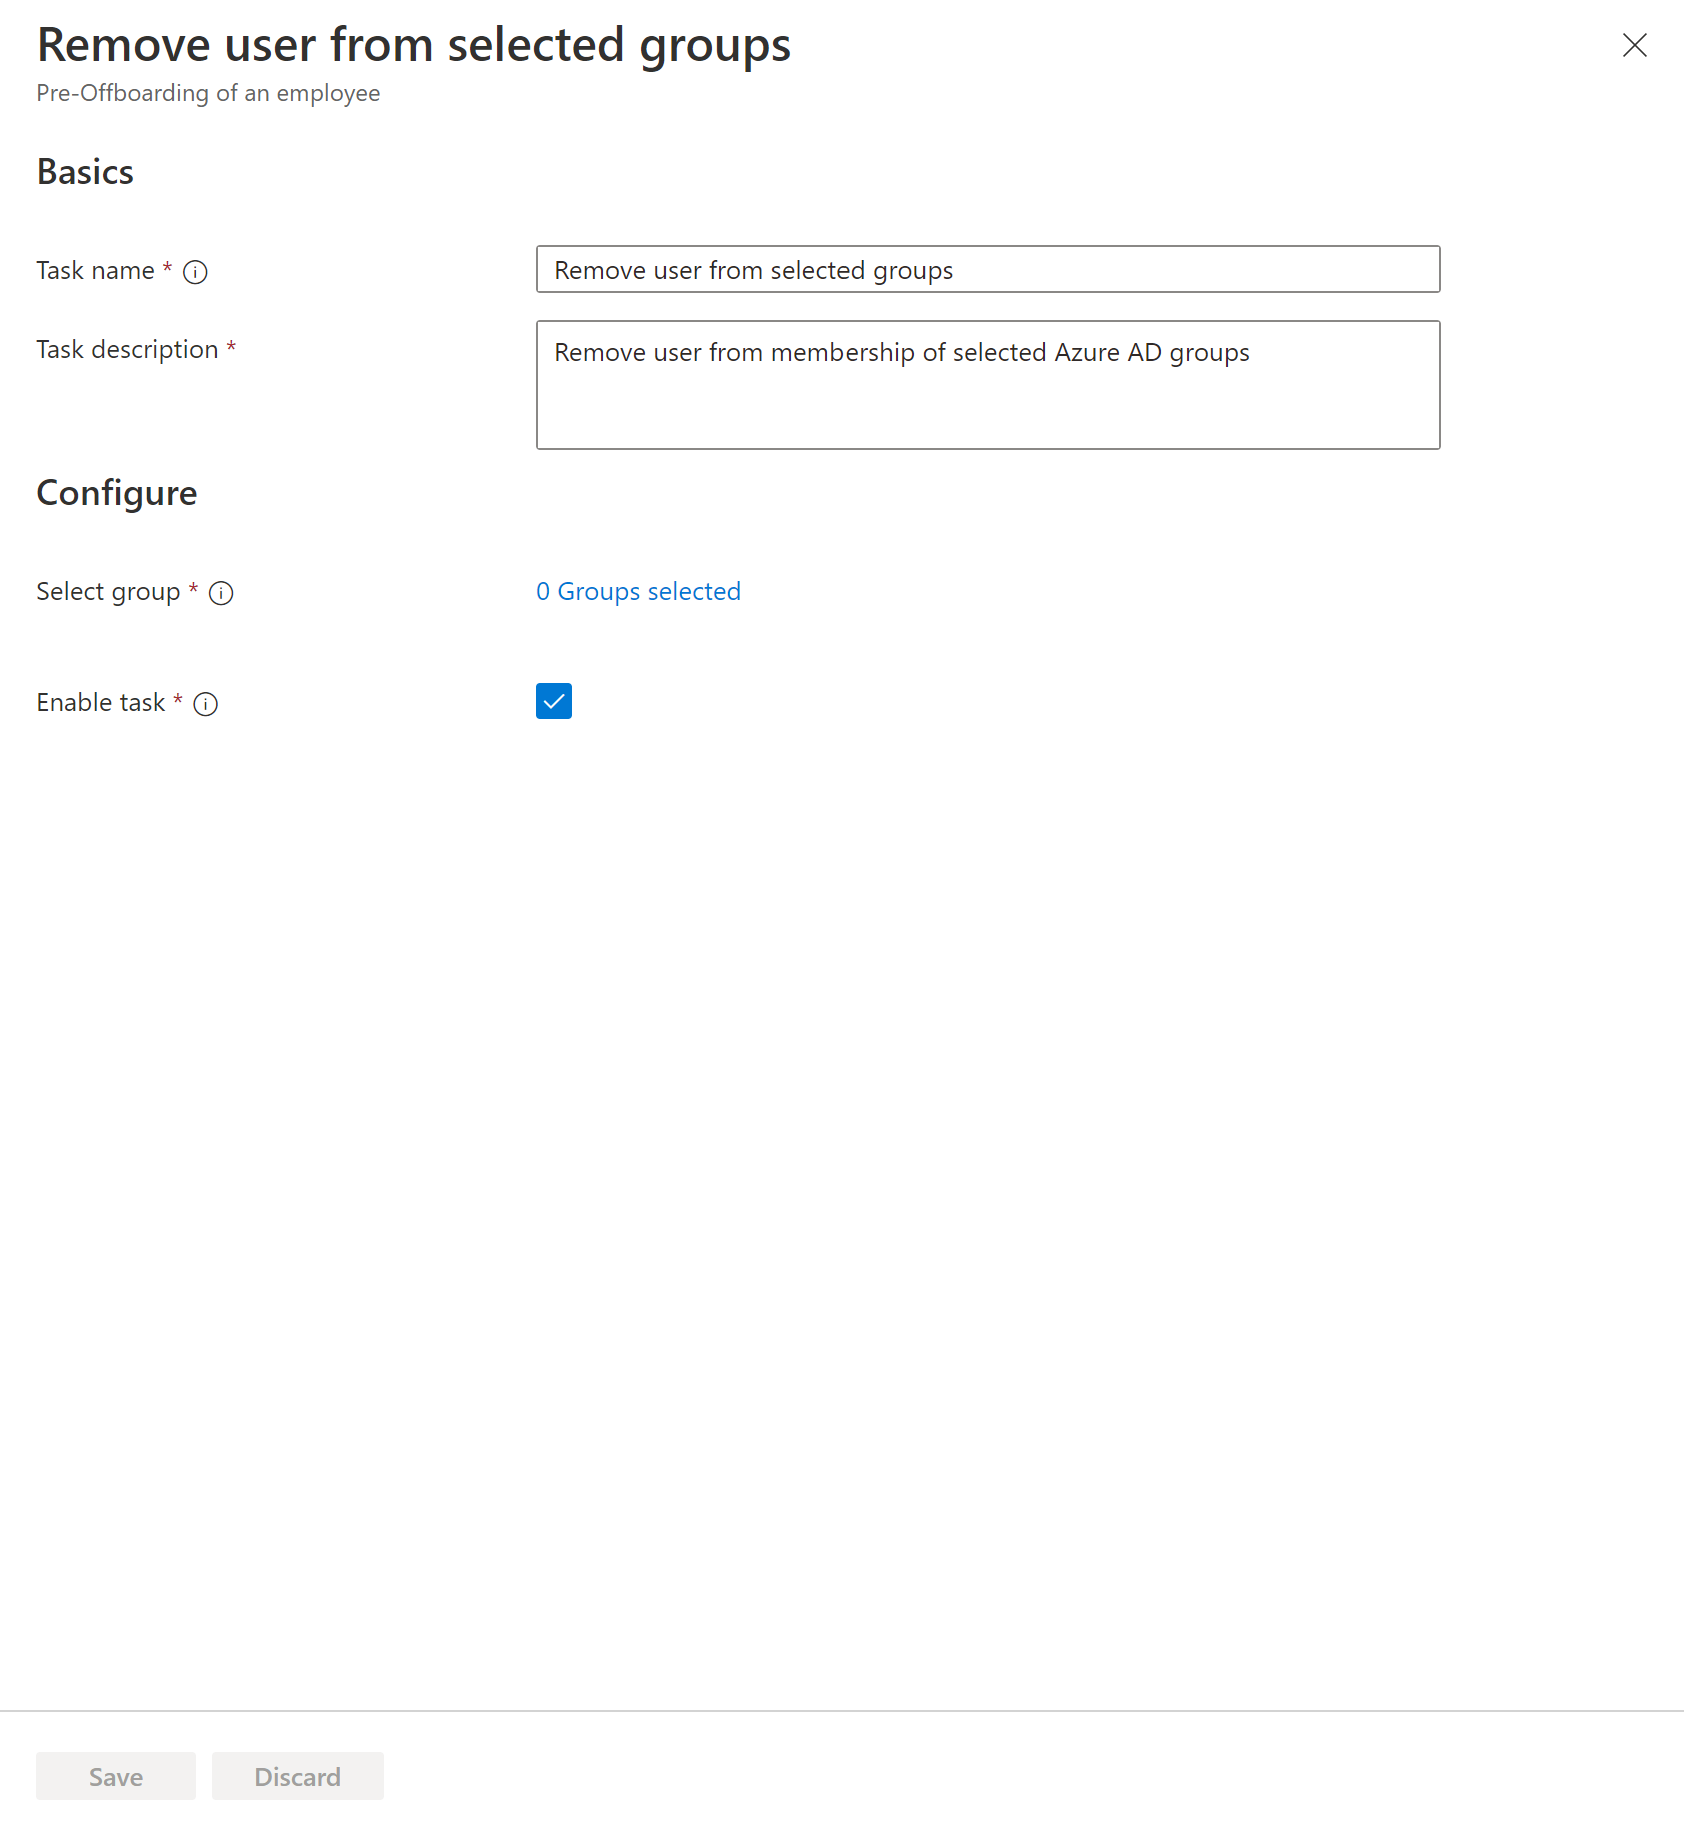 Remove user from selected groups
Pre-Offboarding of an employee
Basics
Task name *
Remove user from selected groups
Task description *
Remove user from membership of selected Azure AD groups
Configure
Select group *
0 Groups selected
Enable task *
Save
Discard